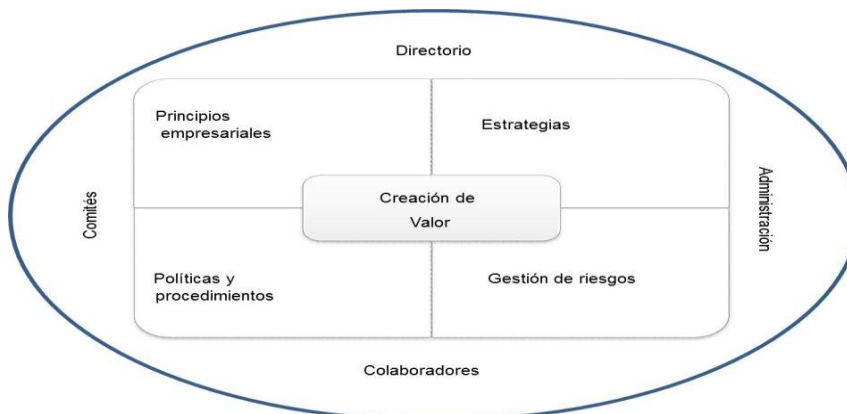 Directorio
Principios
empresariales
Estrategias
Comités
Administración
Creación de
Valor
Políticas y
procedimientos
Gestión de riesgos
Colaboradores